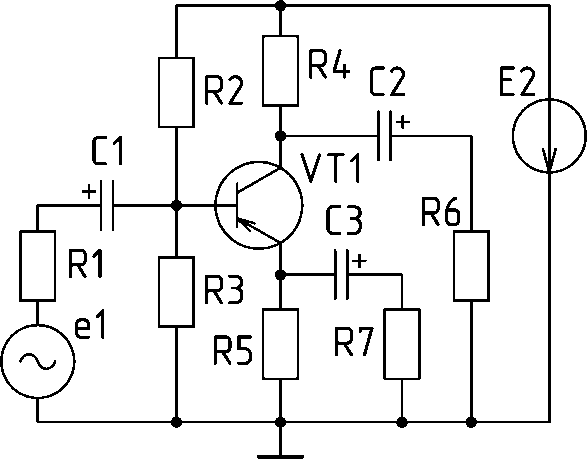 R4
C2
E2
R2
C1
+
+
VT1
C3
R6
+
R1
R3
e1
R5
R7